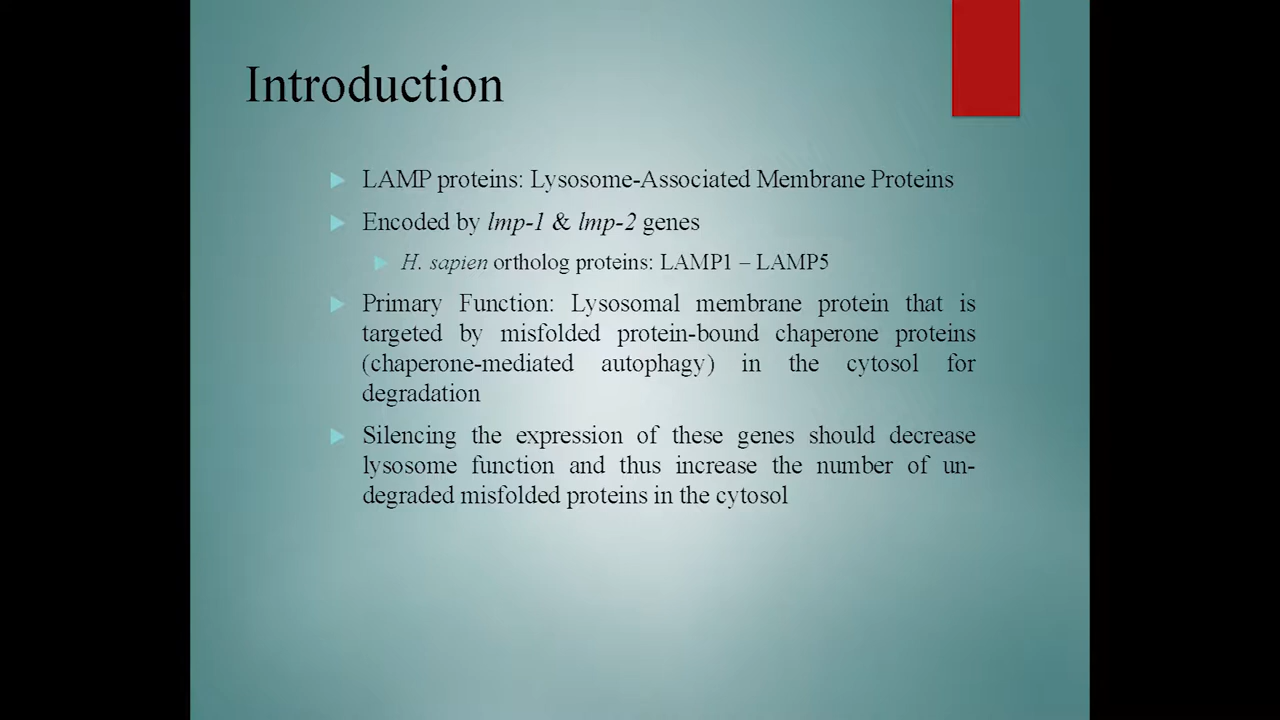 Introduction
LAMP proteins: Lysosome-Associated Membrane Proteins
Encoded by lmp-1 & lmp-2 genes
H. sapien ortholog proteins: LAMP1 – LAMP5
Primary Function: Lysosomal membrane protein that is
targeted by misfolded protein-bound chaperone proteins
(chaperone-mediated autophagy) in the cytosol for
degradation
Silencing the expression of these genes should decrease
lysosome function and thus increase the number of un-
degraded misfolded proteins in the cytosol